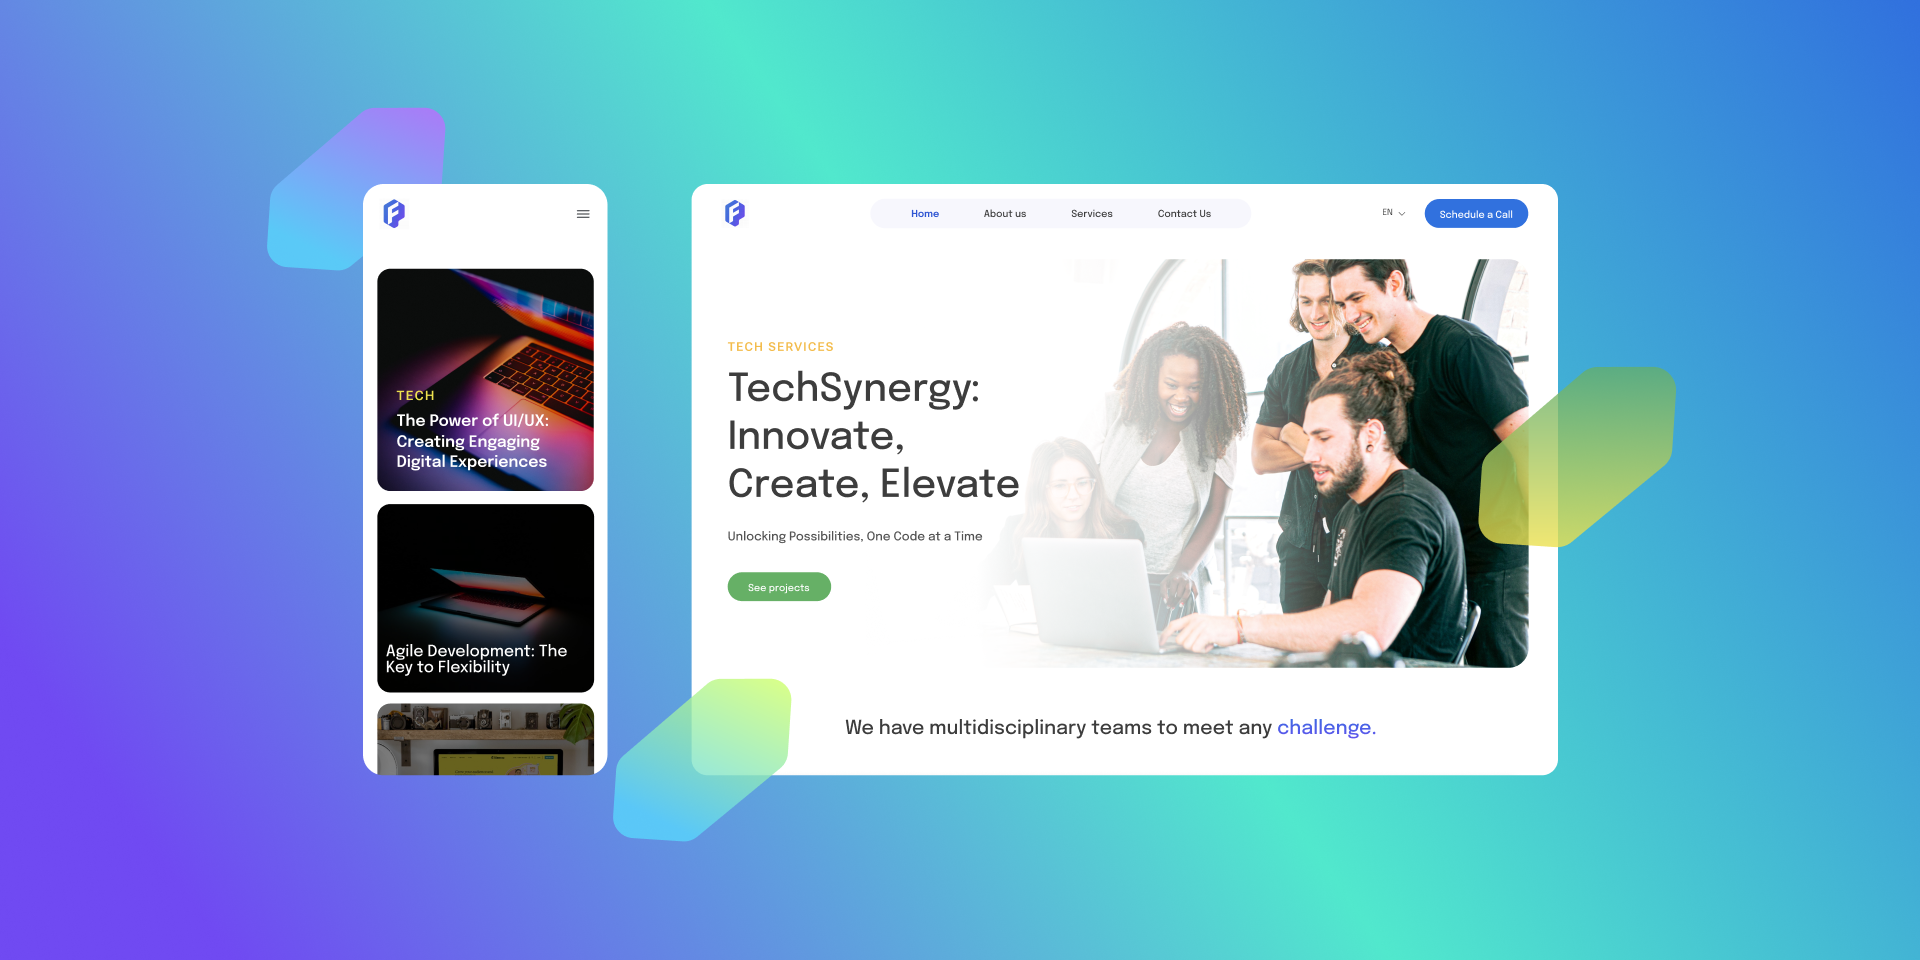 TECH
The Power of UI/UX:
Creating Engaging
Digital Experiences
Agile Development: The
Key to Flexibility
Home
About us
Services
Contact Us
EN
Schedule a Call
TECH SERVICES
TechSynergy:
Innovate,
Create, Elevate
Unlocking Possibilities, One Code at a Time
See projects
We have multidisciplinary teams to meet any challenge.